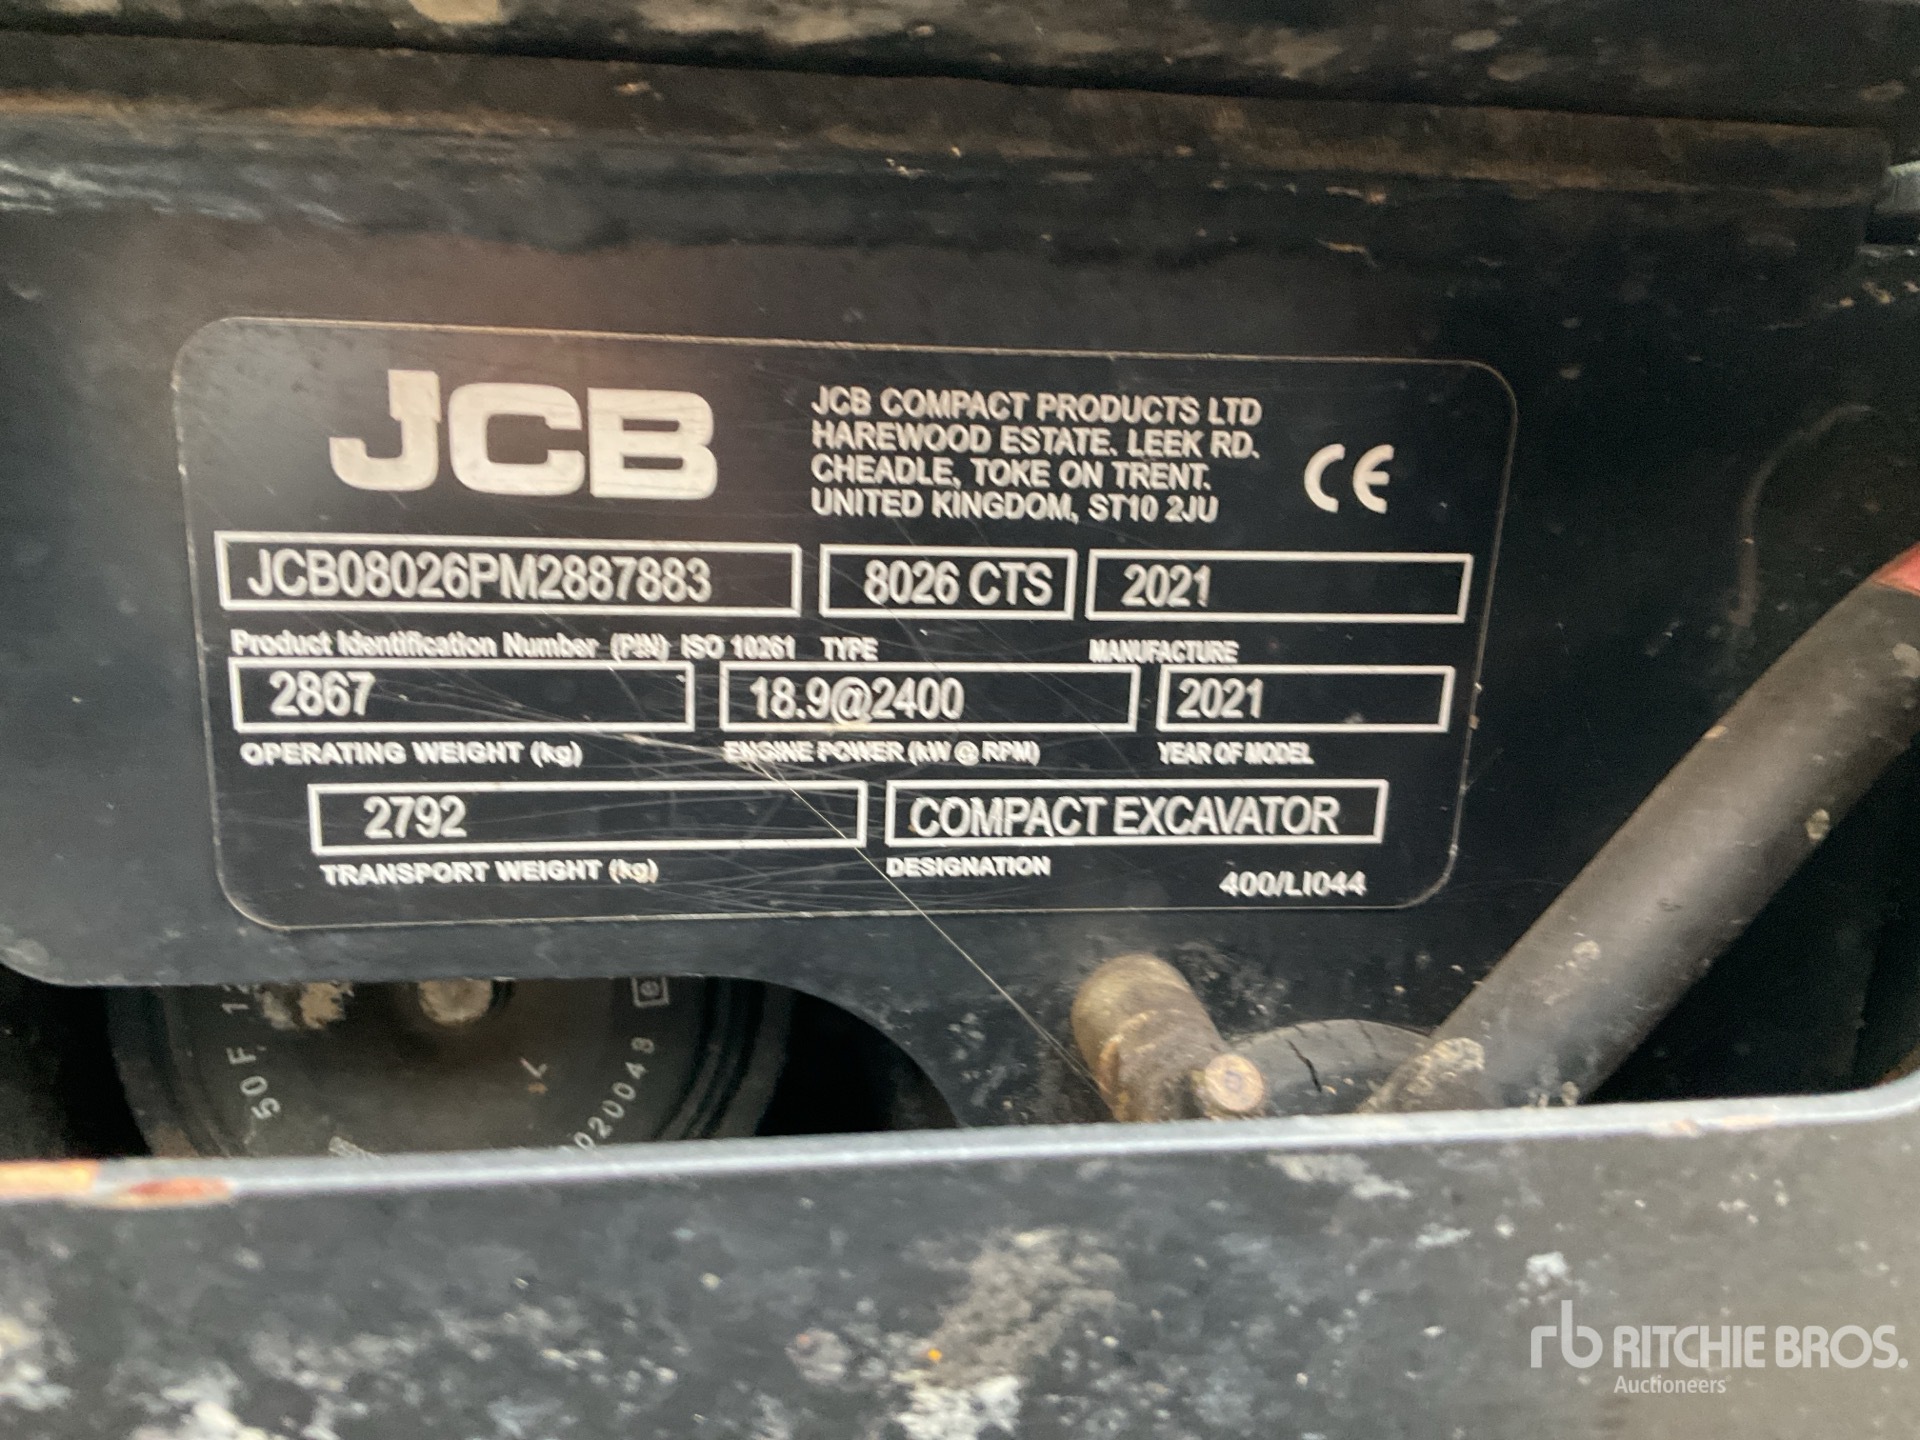 JCB
JCB COMPACT PRODUCTS LTD
HAREWOOD ESTATE. LEEK RD.
CHEADLE, TOKE ON TRENT.
UNITED KINGDOM, ST10 2JU
CE
JCB08026PM2887883 8026 CTS 2021
Product Identification Number (PIN) ISO 10261 TYPE MANUFACTURE
2867 18.9@2400 2021
OPERATING WEIGHT (kg) ENGINE POWER (kW @ RPM) YEAR OF MODEL
2792 COMPACT EXCAVATOR
TRANSPORT WEIGHT (kg) DESIGNATION 400/LI044
50F
e
020048
rb RITCHIE BROS.
Auctioneers